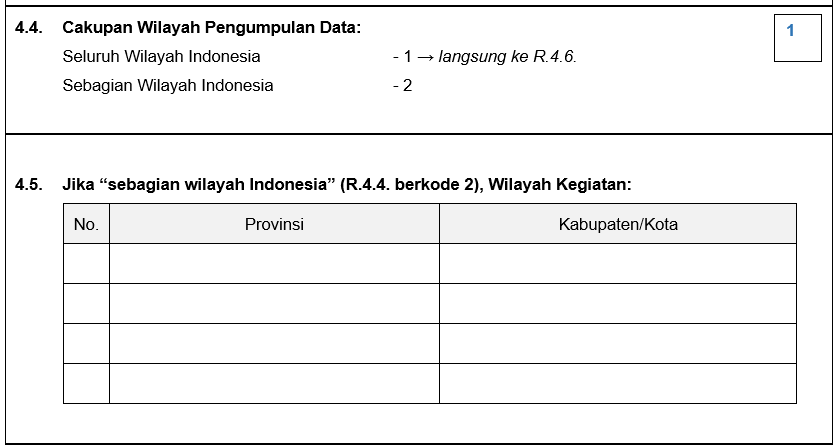 4.4. Cakupan Wilayah Pengumpulan Data:
1
Seluruh Wilayah Indonesia - 1 → langsung ke R.4.6.
Sebagian Wilayah Indonesia - 2
4.5. Jika “sebagian wilayah Indonesia” (R.4.4. berkode 2), Wilayah Kegiatan:
No. Provinsi Kabupaten/Kota